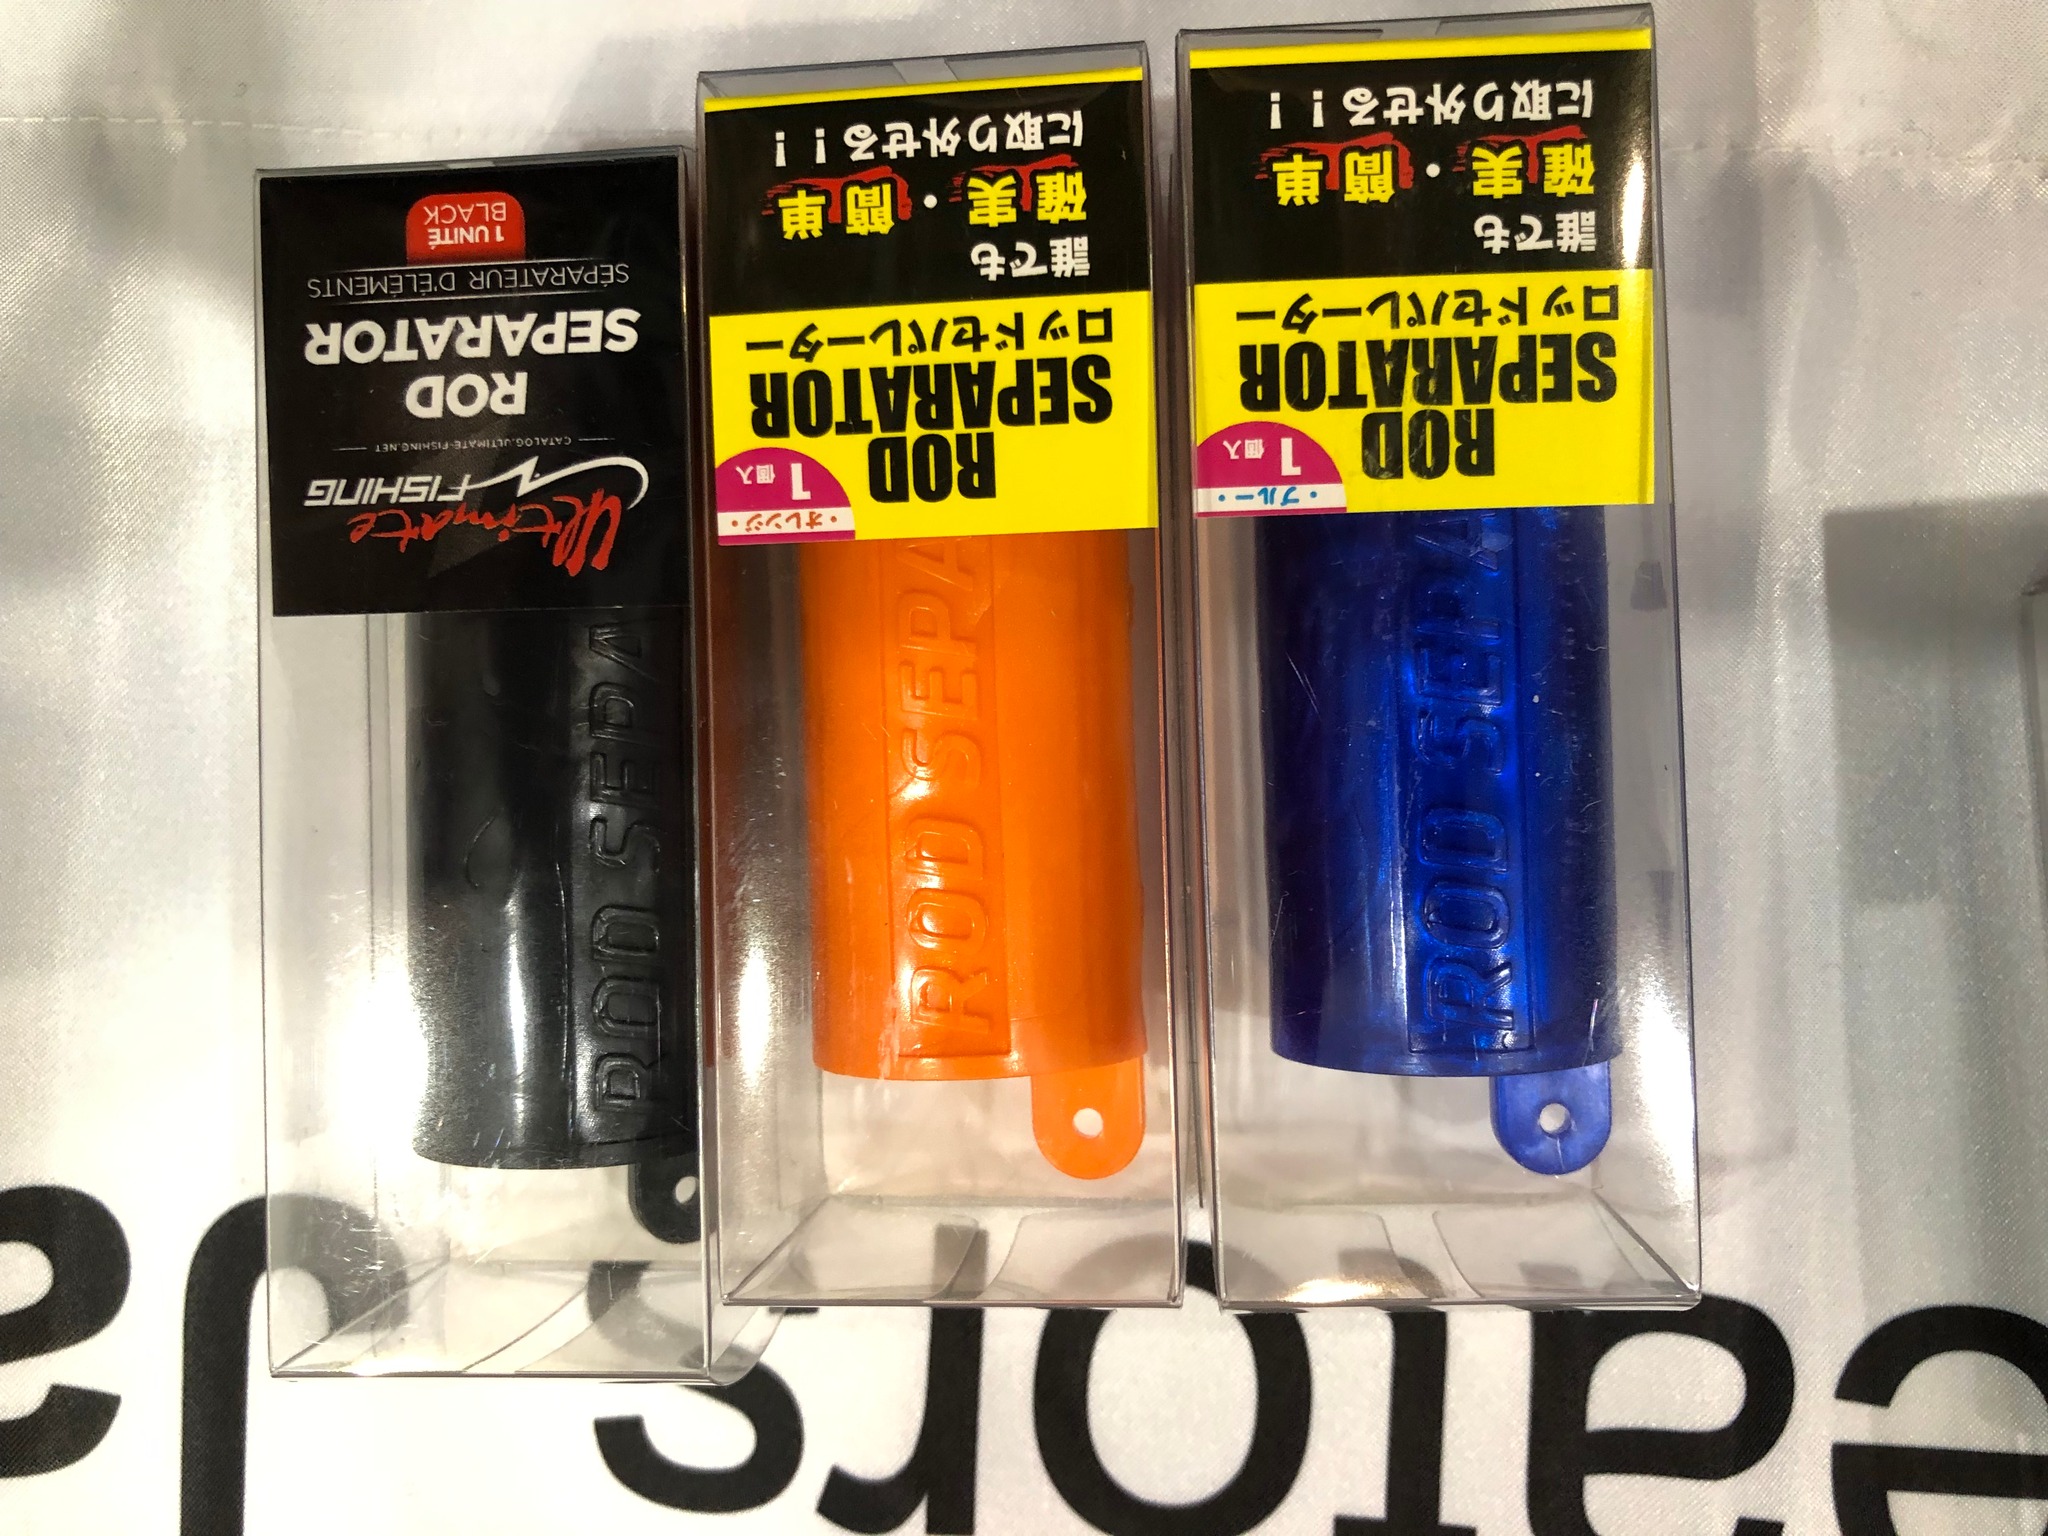 Ultimate
FISHING
CATALOG.ULTIMATE-FISHING.NET
ROD
SEPARATOR
SÉPARATEUR D'ÉLÉMENTS
1 UNITÉ
BLACK
ROD SEPA
・オレンジ・
1個入
ROD
SEPARATOR
ロッドセパレーター
誰でも
確実・簡単
に取り外せる!!
ROD SEPA
・ブルー・
1個入
ROD
SEPARATOR
ロッドセパレーター
誰でも
確実・簡単
に取り外せる!!
ROD SEPA